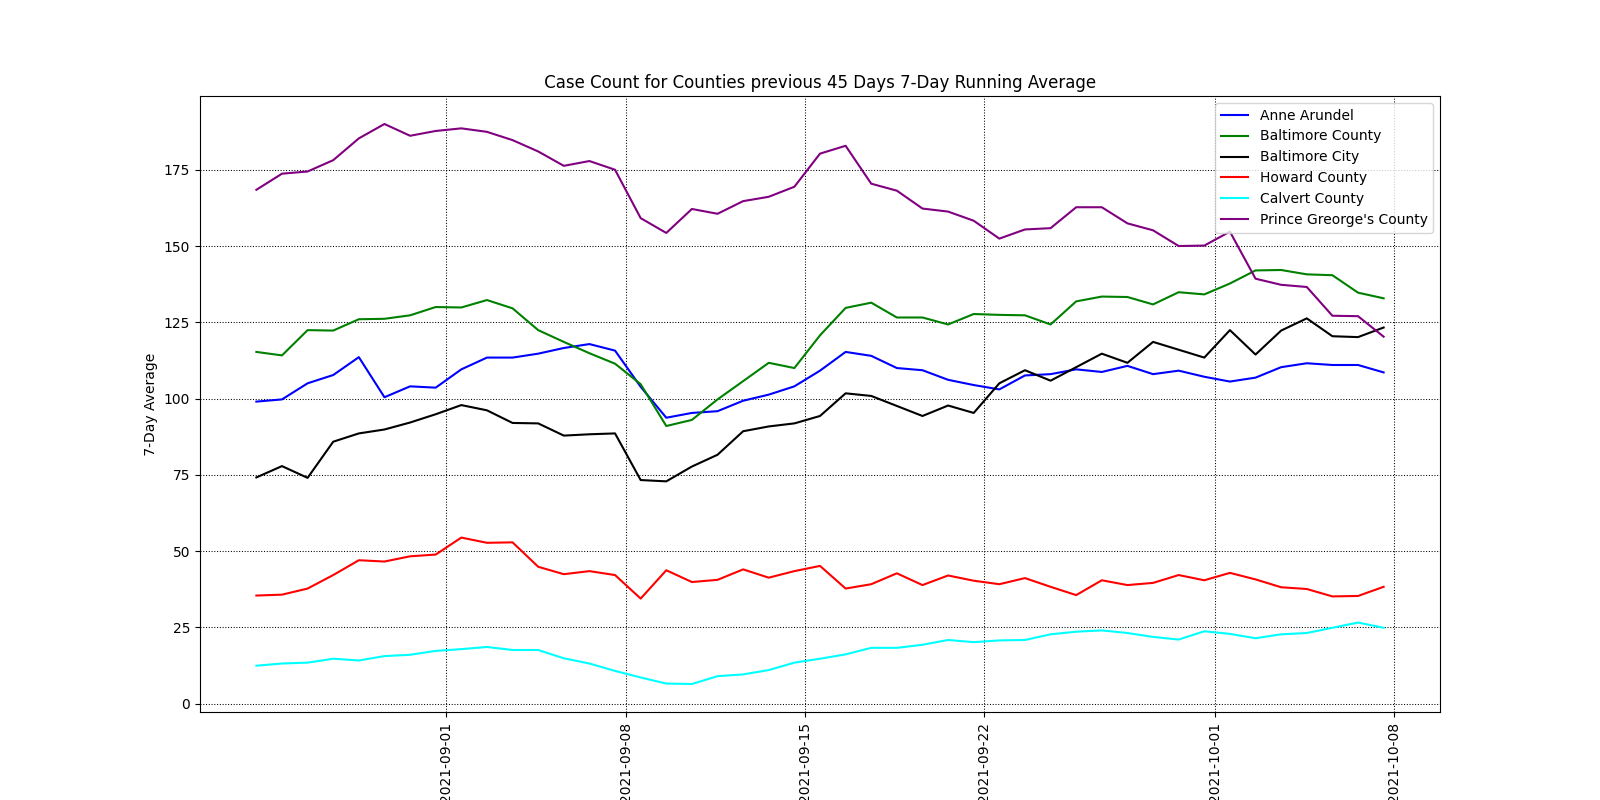 Case Count for Counties previous 45 Days 7-Day Running Average
Anne Arundel
Baltimore County
Baltimore City
Howard County
Calvert County
Prince Greorge's County
7-Day Average
175
150
125
100
75
50
25
0
2021-09-01
2021-09-08
2021-09-15
2021-09-22
2021-10-01
2021-10-08